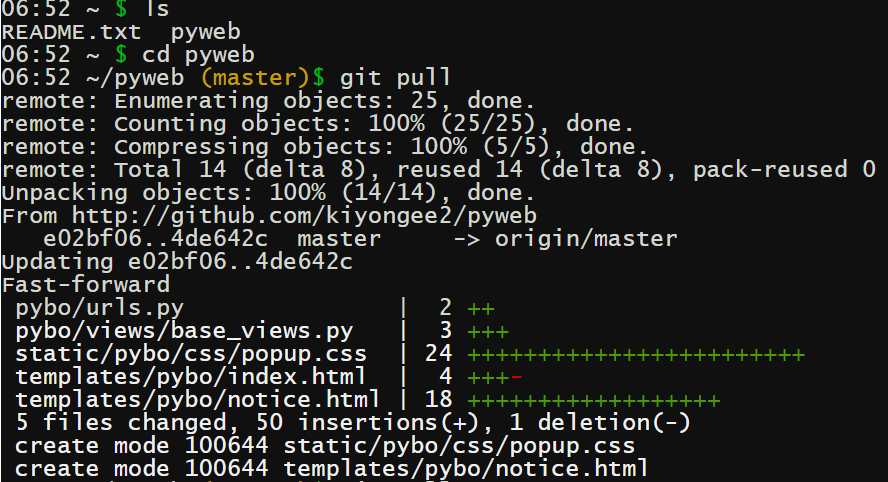 06:52 ~ $ ls
README.txt  pyweb
06:52 ~ $ cd pyweb
06:52 ~/pyweb (master)$ git pull
remote: Enumerating objects: 25, done.
remote: Counting objects: 100% (25/25), done.
remote: Compressing objects: 100% (5/5), done.
remote: Total 14 (delta 8), reused 14 (delta 8), pack-reused 0
Unpacking objects: 100% (14/14), done.
From http://github.com/kiyongee2/pyweb
   e02bf06..4de642c  master     -> origin/master
Updating e02bf06..4de642c
Fast-forward
 pybo/urls.py               |  2 ++
 pybo/views/base_views.py   |  3 +++
 static/pybo/css/popup.css  | 24 ++++++++++++++++++++++++
 templates/pybo/index.html  |  4 +++-
 templates/pybo/notice.html | 18 ++++++++++++++++++
 5 files changed, 50 insertions(+), 1 deletion(-)
 create mode 100644 static/pybo/css/popup.css
 create mode 100644 templates/pybo/notice.html